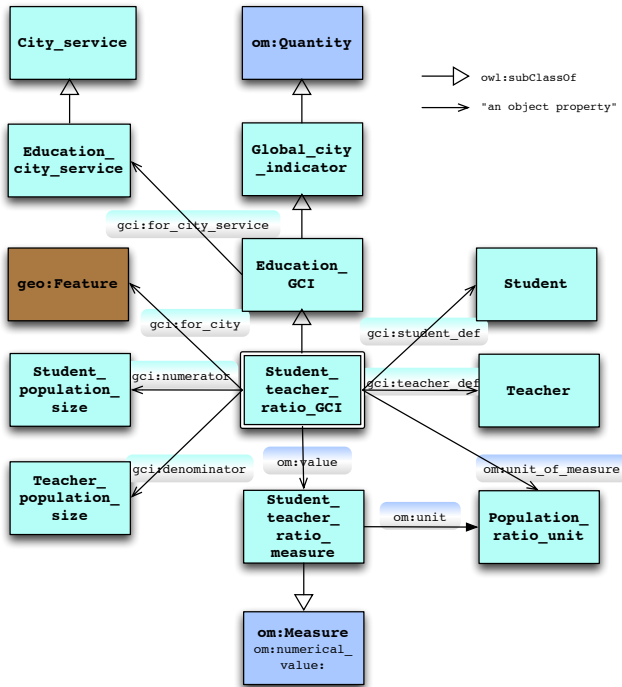 City_service
om:Quantity
owl:subClassOf
"an object property"
Education_
city_service
Global_city
_indicator
gci:for_city_service
geo:Feature
Education_
GCI
Student
gci:for_city
gci:student_def
Student_
population_
size
gci:numerator
Student_
teacher_
ratio_GCI
gci:teacher_def
Teacher
Teacher_
population_
size
gci:denominator
om:value
om:unit_of_measure
Student_
teacher_
ratio_
measure
om:unit
Population_
ratio_unit
om:Measure
om:numerical_
value: